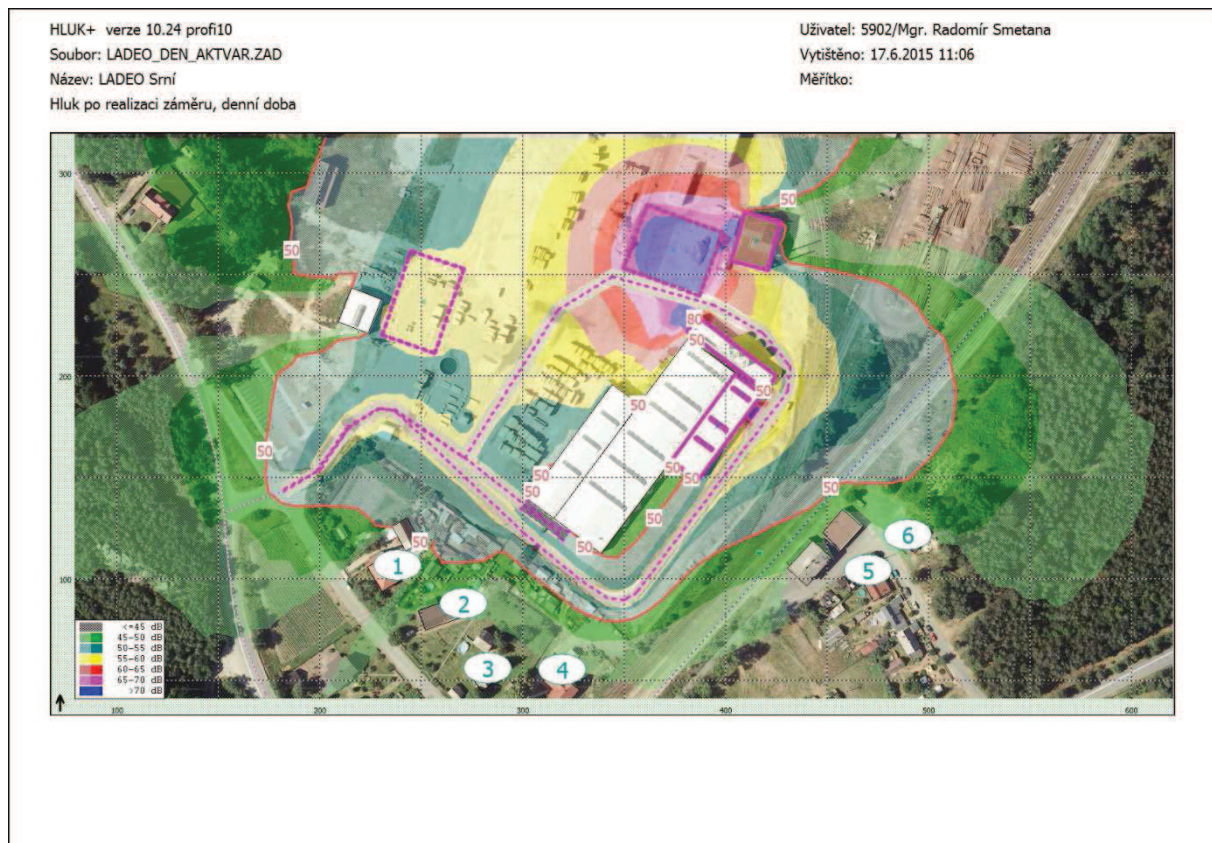 HLUK+ verze 10.24 profi10
Soubor: LADEO_DEN_AKTVAR.ZAD
Název: LADEO Srní
Hluk po realizaci záměru, denní doba
Uživatel: 5902/Mgr. Radomír Smetana
Vytištěno: 17.6.2015 11:06
Měřítko:
300
50
50
80
50
200
50
50
50
50
50
50
50
50
50
50
50
6
1
5
100
2
3
4
<=45 dB
45-50 dB
50-55 dB
55-60 dB
60-65 dB
65-70 dB
>70 dB
100
200
300
400
500
600